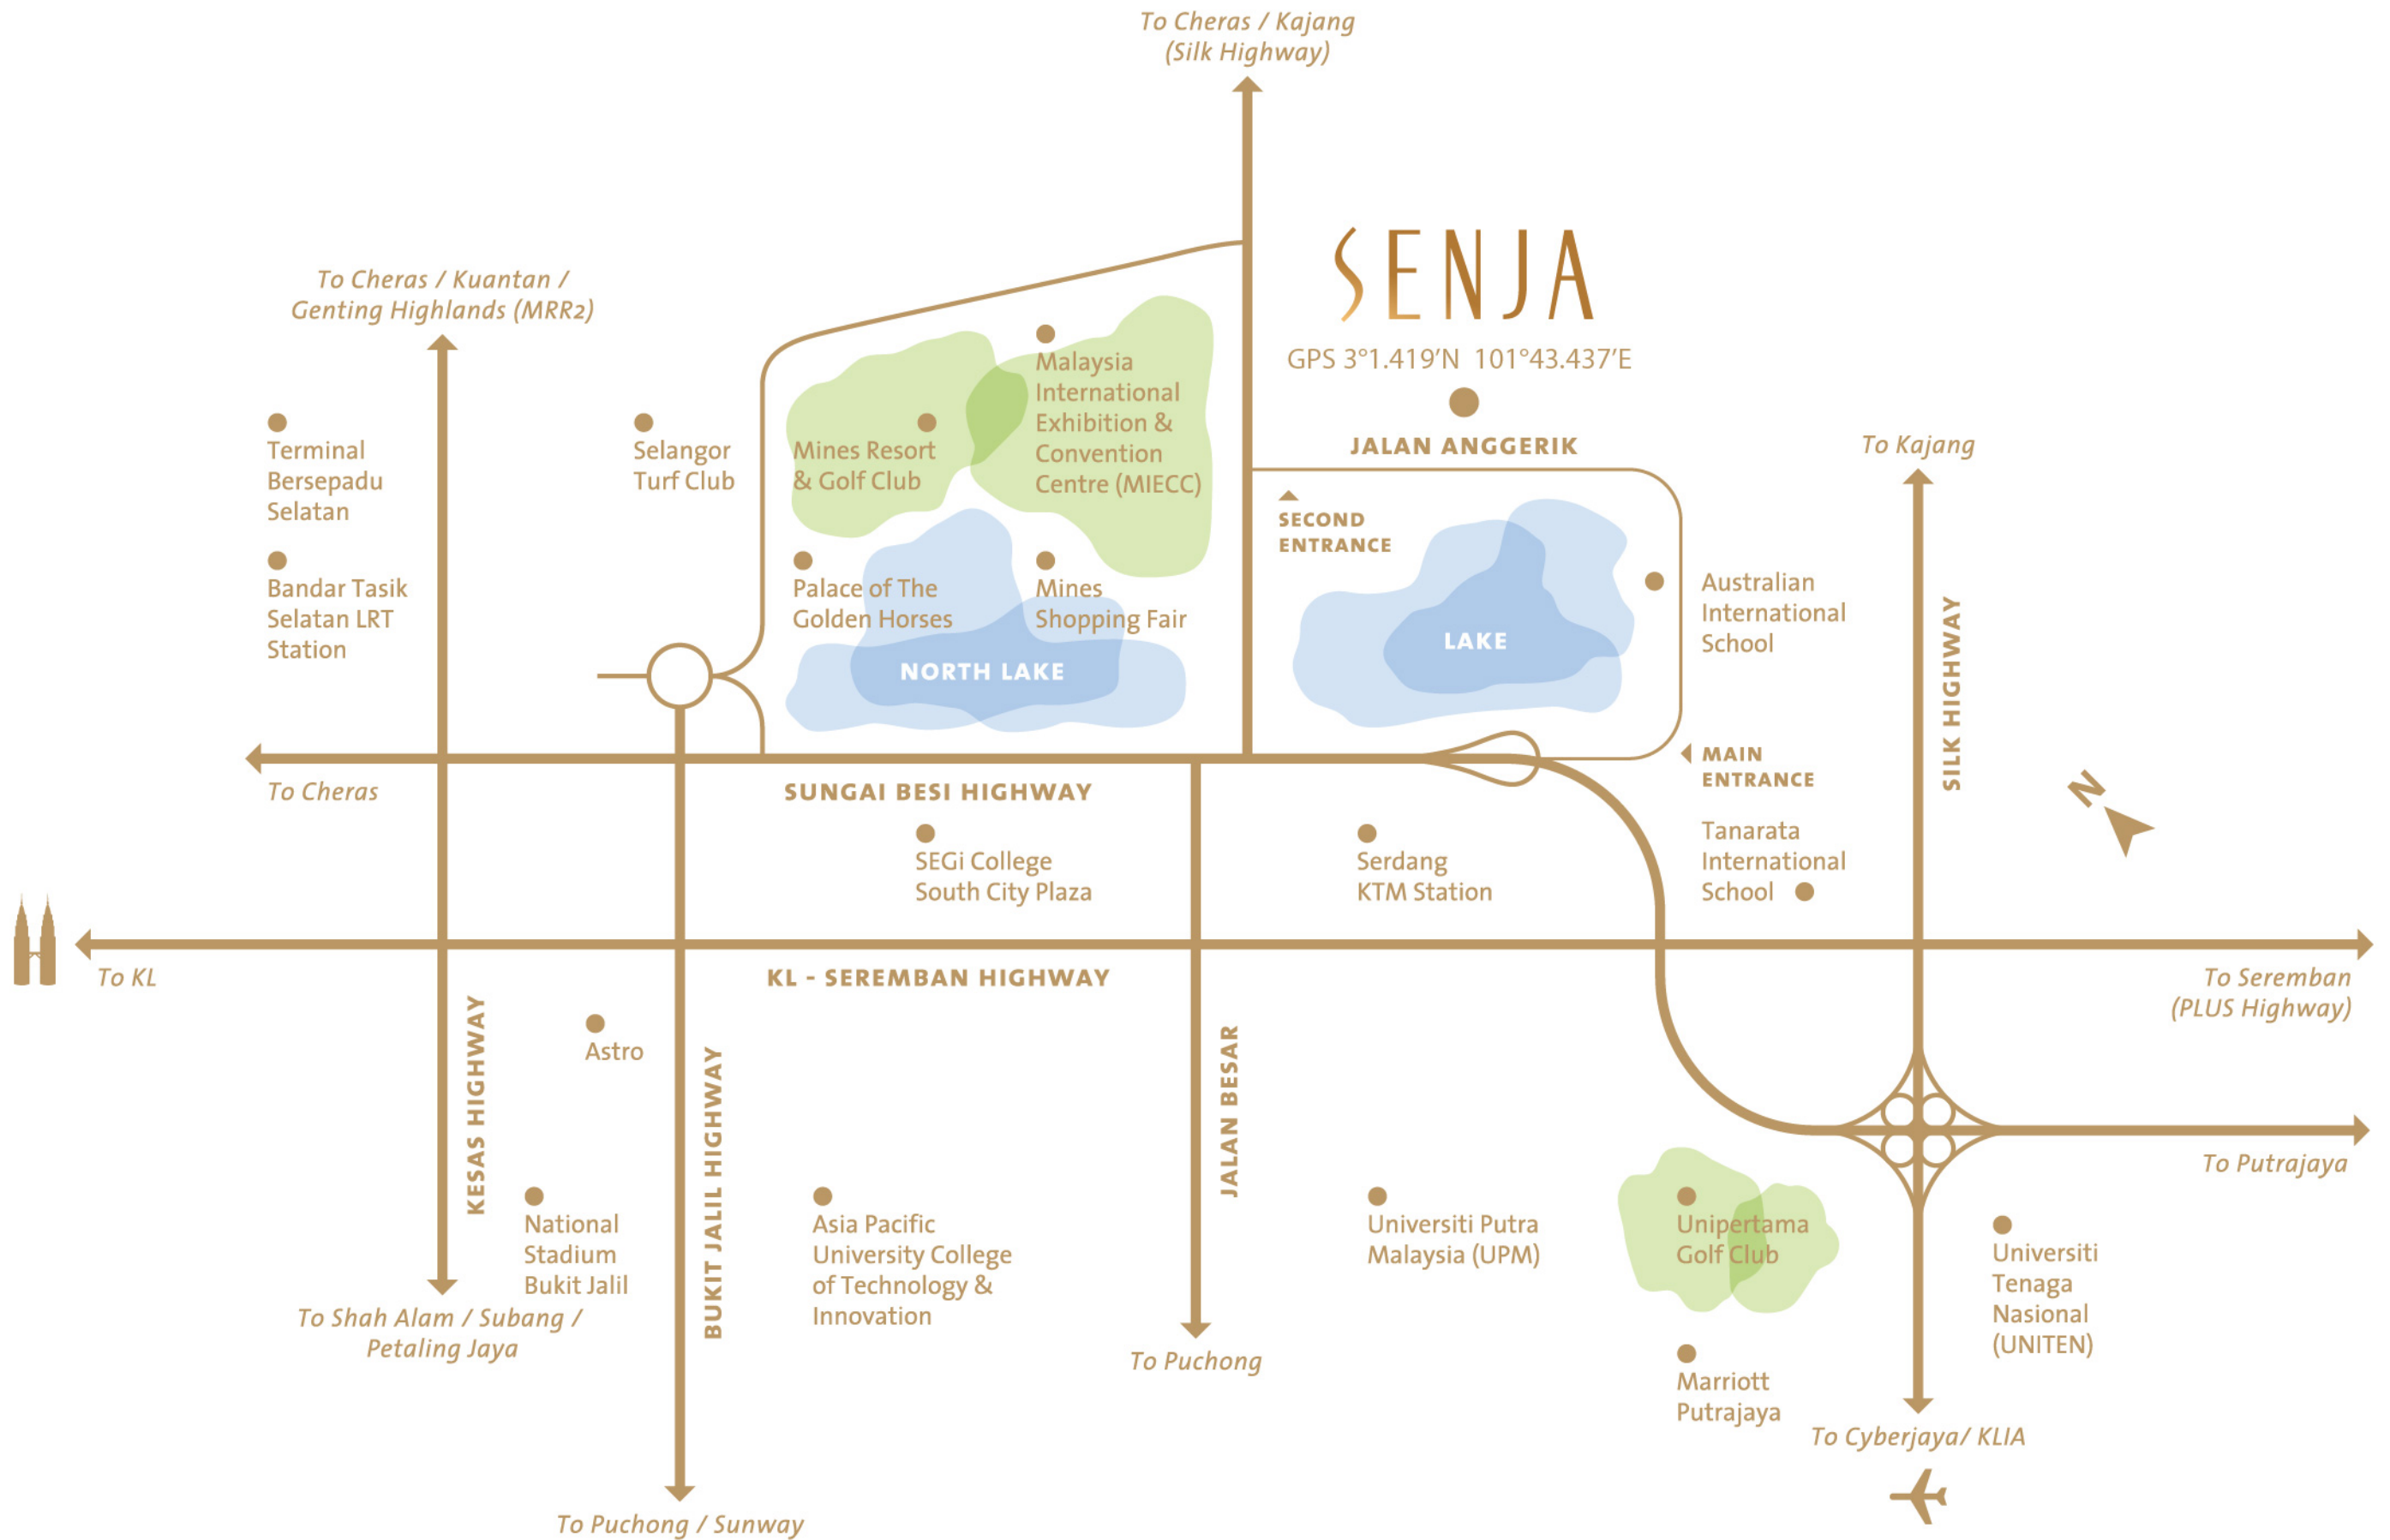 To Cheras / Kajang
(Silk Highway)
SENJA
GPS 3°1.419′N 101°43.437′E
JALAN ANGGERIK
To Cheras / Kuantan /
Genting Highlands (MRR2)
Terminal
Bersepadu
Selatan
Bandar Tasik
Selatan LRT
Station
Selangor
Turf Club
Mines Resort
& Golf Club
Malaysia
International
Exhibition &
Convention
Centre (MIECC)
Palace of The
Golden Horses
Mines
Shopping Fair
NORTH LAKE
SECOND
ENTRANCE
LAKE
Australian
International
School
To Kajang
SILK HIGHWAY
MAIN
ENTRANCE
N
To Cheras
SUNGAI BESI HIGHWAY
SEGi College
South City Plaza
Serdang
KTM Station
Tanarata
International
School
To KL
KL - SEREMBAN HIGHWAY
To Seremban
(PLUS Highway)
KESAS HIGHWAY
Astro
BUKIT JALIL HIGHWAY
JALAN BESAR
To Putrajaya
National
Stadium
Bukit Jalil
Asia Pacific
University College
of Technology &
Innovation
Universiti Putra
Malaysia (UPM)
Unipertama
Golf Club
Universiti
Tenaga
Nasional
(UNITEN)
To Shah Alam / Subang /
Petaling Jaya
To Puchong
Marriott
Putrajaya
To Cyberjaya/ KLIA
To Puchong / Sunway